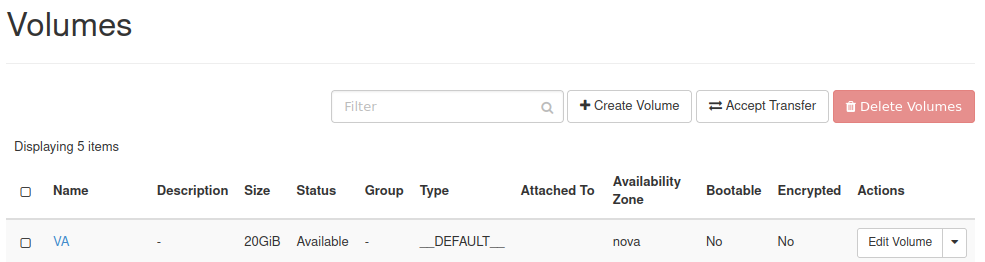 Volumes
Filter Create Volume Accept Transfer Delete Volumes
Displaying 5 items
Name Description Size Status Group Type Attached To Availability Zone Bootable Encrypted Actions
VA - 20GiB Available - __DEFAULT__ nova No No Edit Volume